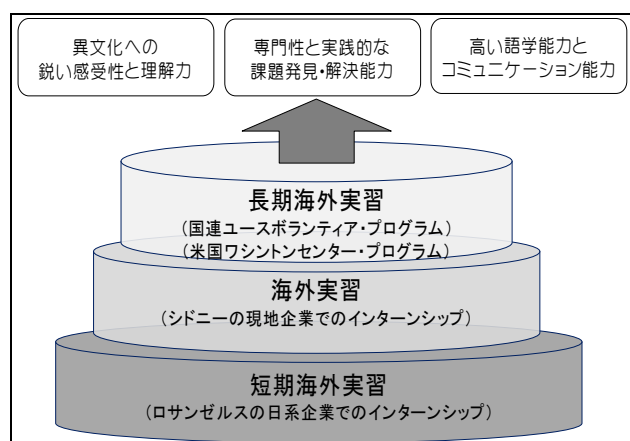 異文化への
鋭い感受性と理解力
専門性と実践的な
課題発見・解決能力
高い語学能力と
コミュニケーション能力
長期海外実習
(国連ユースボランティア・プログラム)
(米国ワシントンセンター・プログラム)
海外実習
(シドニーの現地企業でのインターンシップ)
短期海外実習
(ロサンゼルスの日系企業でのインターンシップ)